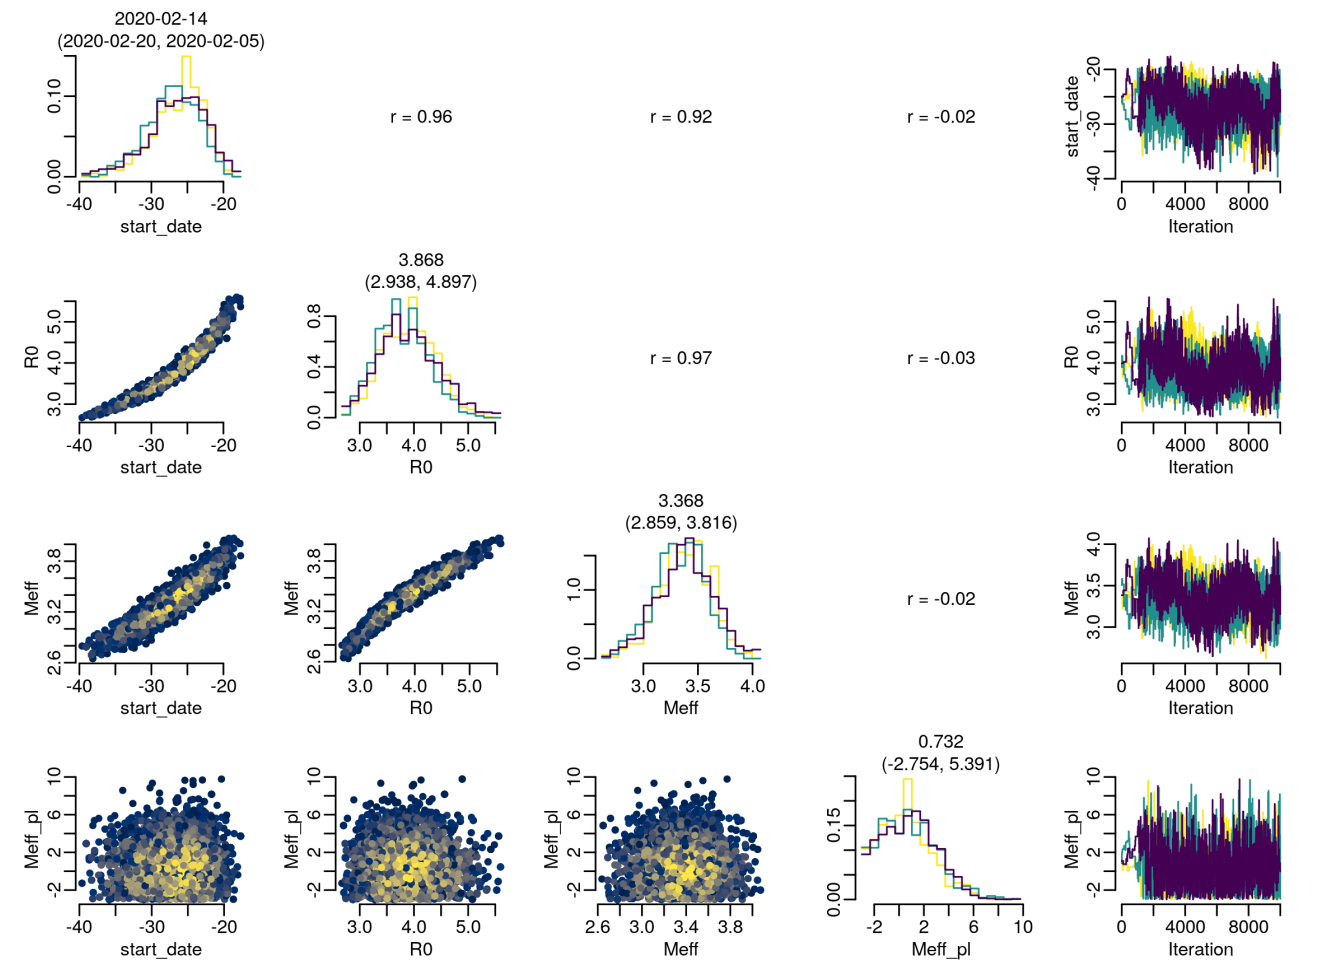 2020-02-14
(2020-02-20, 2020-02-05)
0.00 0.10
-40 -30 -20
start_date
r = 0.96
r = 0.92
r = -0.02
start_date
-40 -30 -20
0 4000 8000
Iteration
R0
3.0 4.0 5.0
-40 -30 -20
start_date
3.868
(2.938, 4.897)
0.0 0.4 0.8
3.0 4.0 5.0
R0
r = 0.97
r = -0.03
R0
3.0 4.0 5.0
0 4000 8000
Iteration
Meff
2.6 3.2 3.8
-40 -30 -20
start_date
Meff
2.6 3.2 3.8
3.0 4.0 5.0
R0
3.368
(2.859, 3.816)
0.0 1.0
3.0 3.5 4.0
Meff
r = -0.02
Meff
3.0 3.5 4.0
0 4000 8000
Iteration
Meff_pl
-2 2 6 10
-40 -30 -20
start_date
Meff_pl
-2 2 6 10
3.0 4.0 5.0
R0
Meff_pl
-2 2 6 10
2.6 3.0 3.4 3.8
Meff
0.732
(-2.754, 5.391)
0.00 0.15
-2 2 6 10
Meff_pl
Meff_pl
-2 2 6 10
0 4000 8000
Iteration